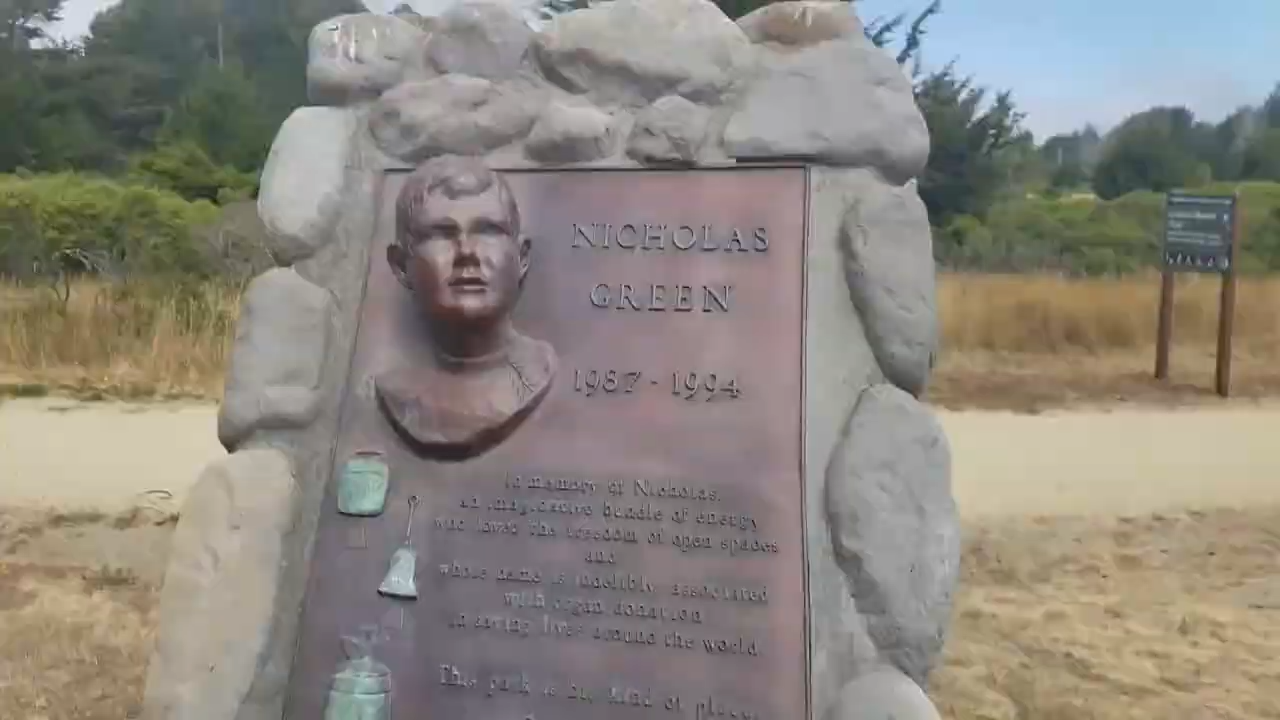 NICHOLAS
GREEN
1987 - 1994
In memory of Nicholas,
an imaginative bundle of energy
who loved the freedom of open spaces
and
whose name is indelibly associated
with organ donation
in saving lives around the world.
This park is his kind of place.